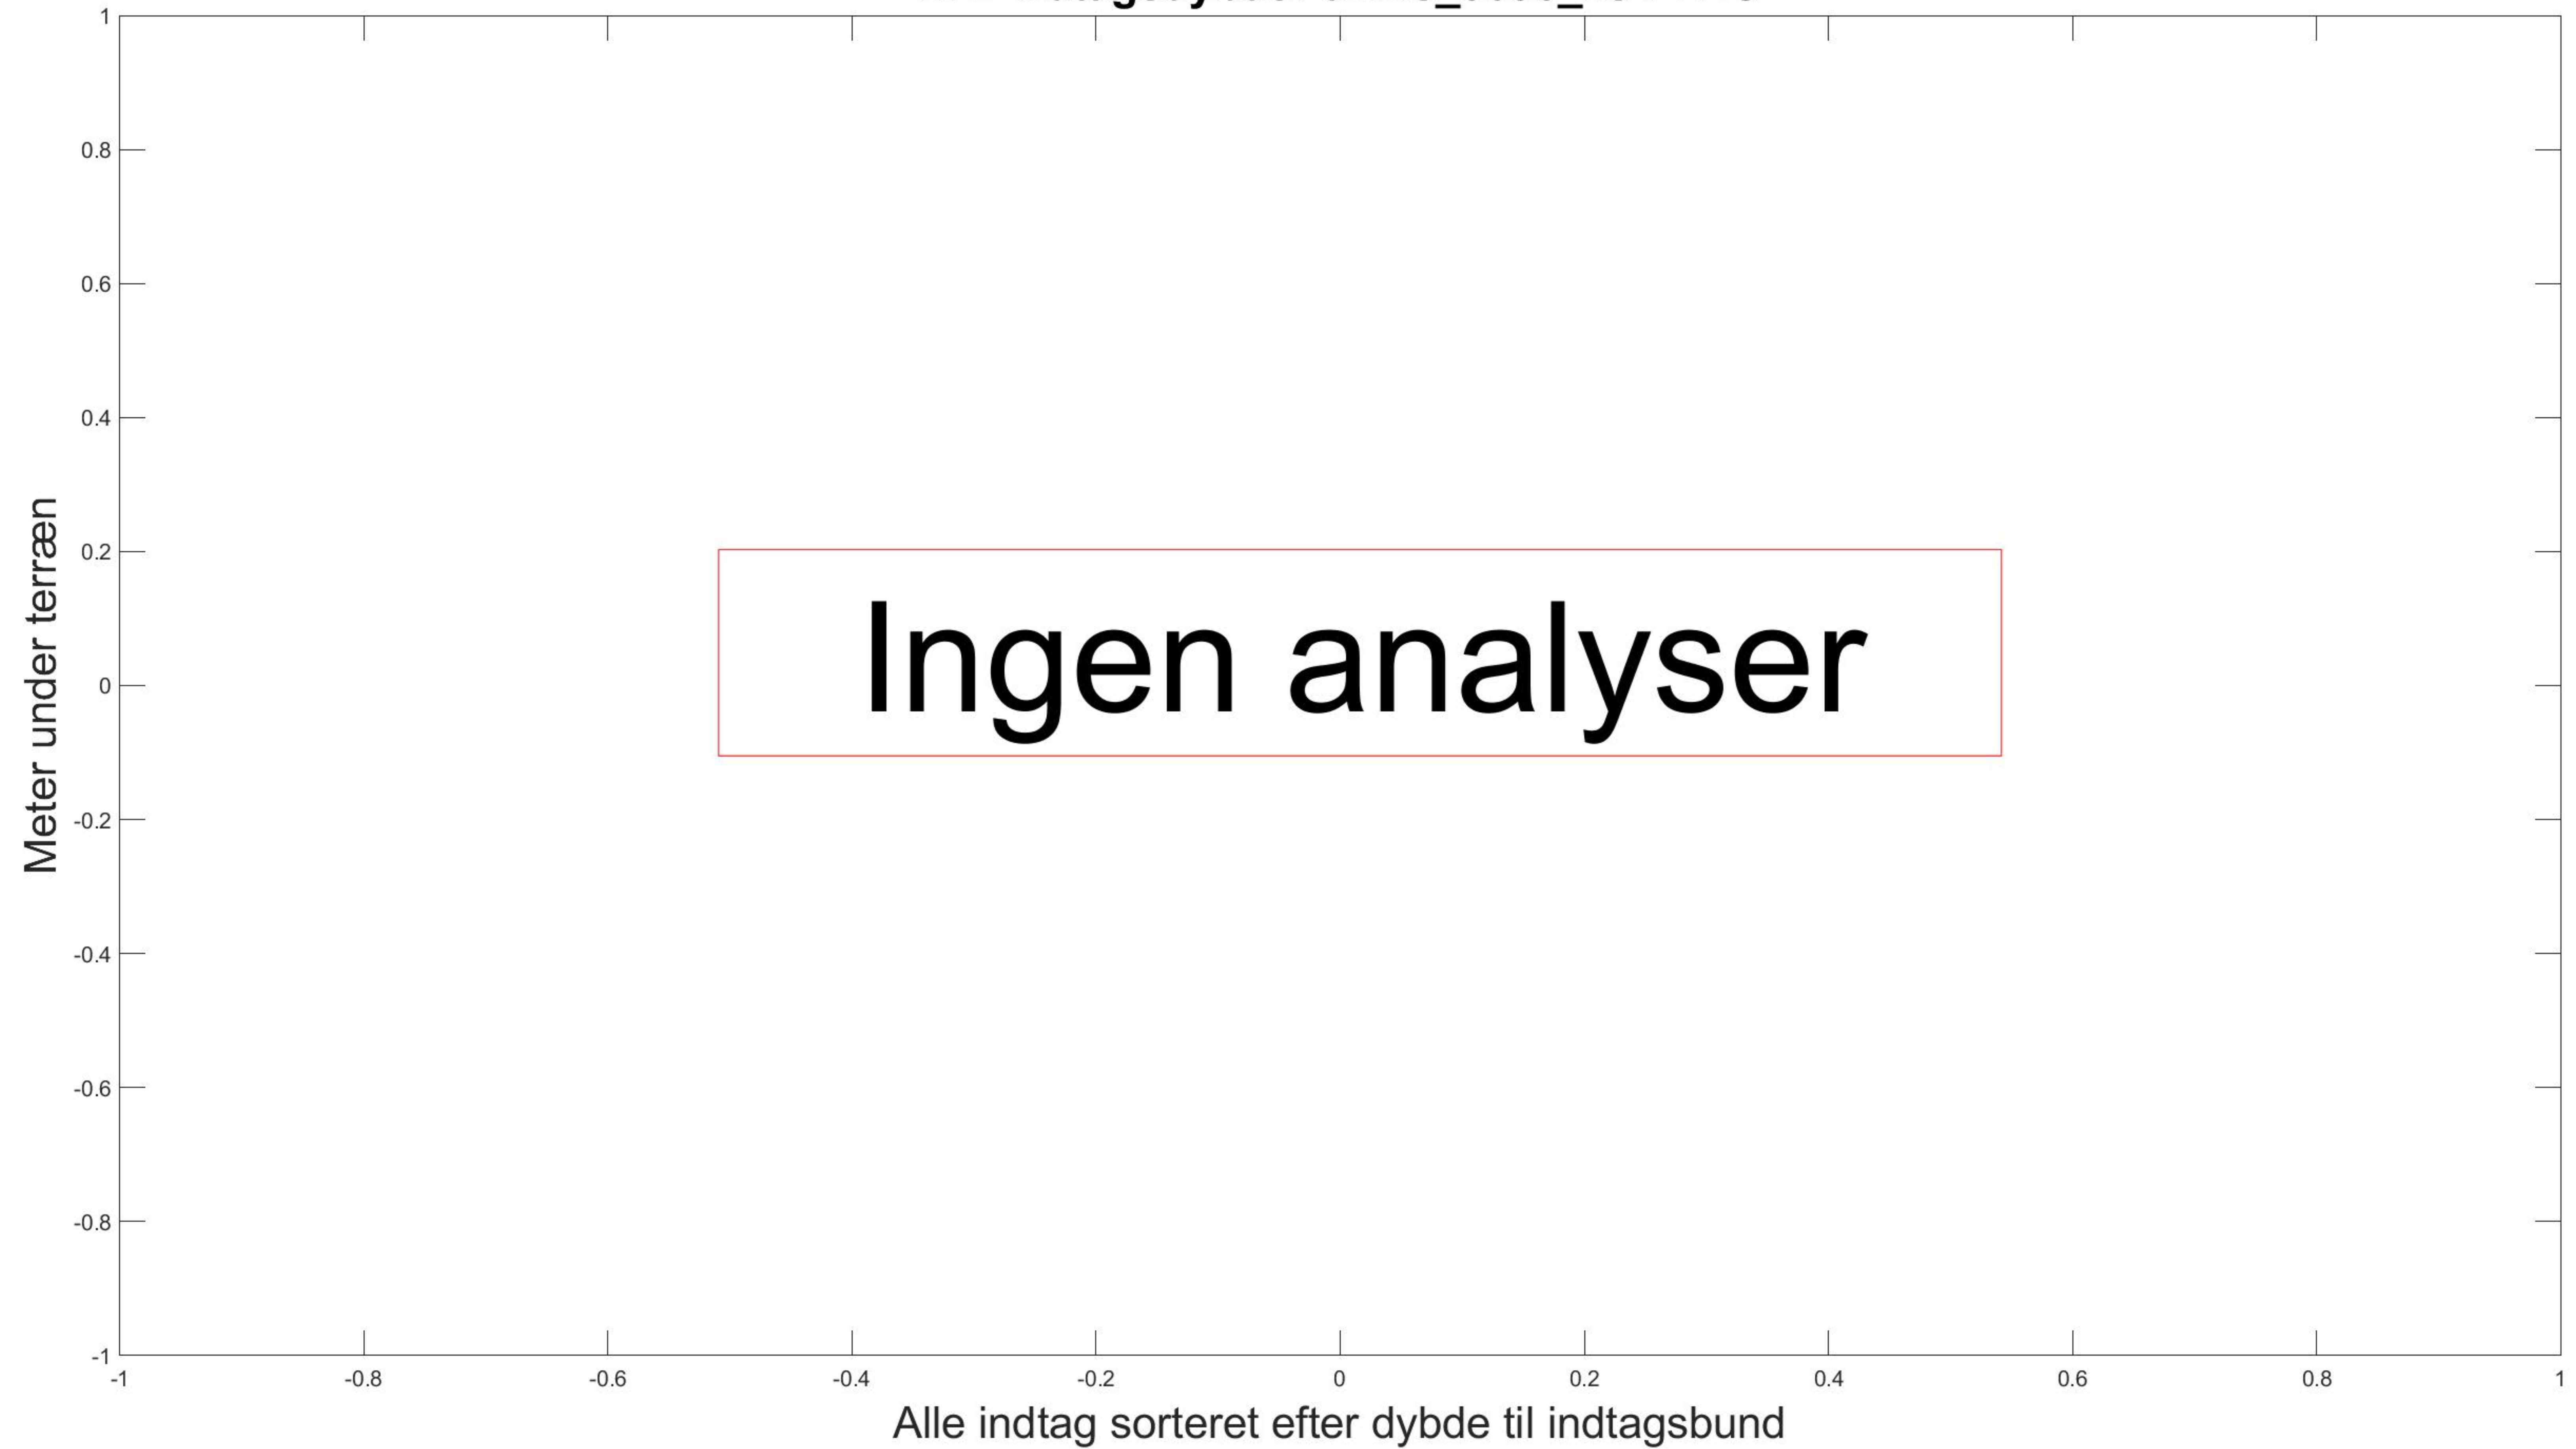 1
0.8
0.6
0.4
0.2
0
-0.2
-0.4
-0.6
-0.8
-1
Meter under terræn
Ingen analyser
-1 -0.8 -0.6 -0.4 -0.2 0 0.2 0.4 0.6 0.8 1
Alle indtag sorteret efter dybde til indtagsbund